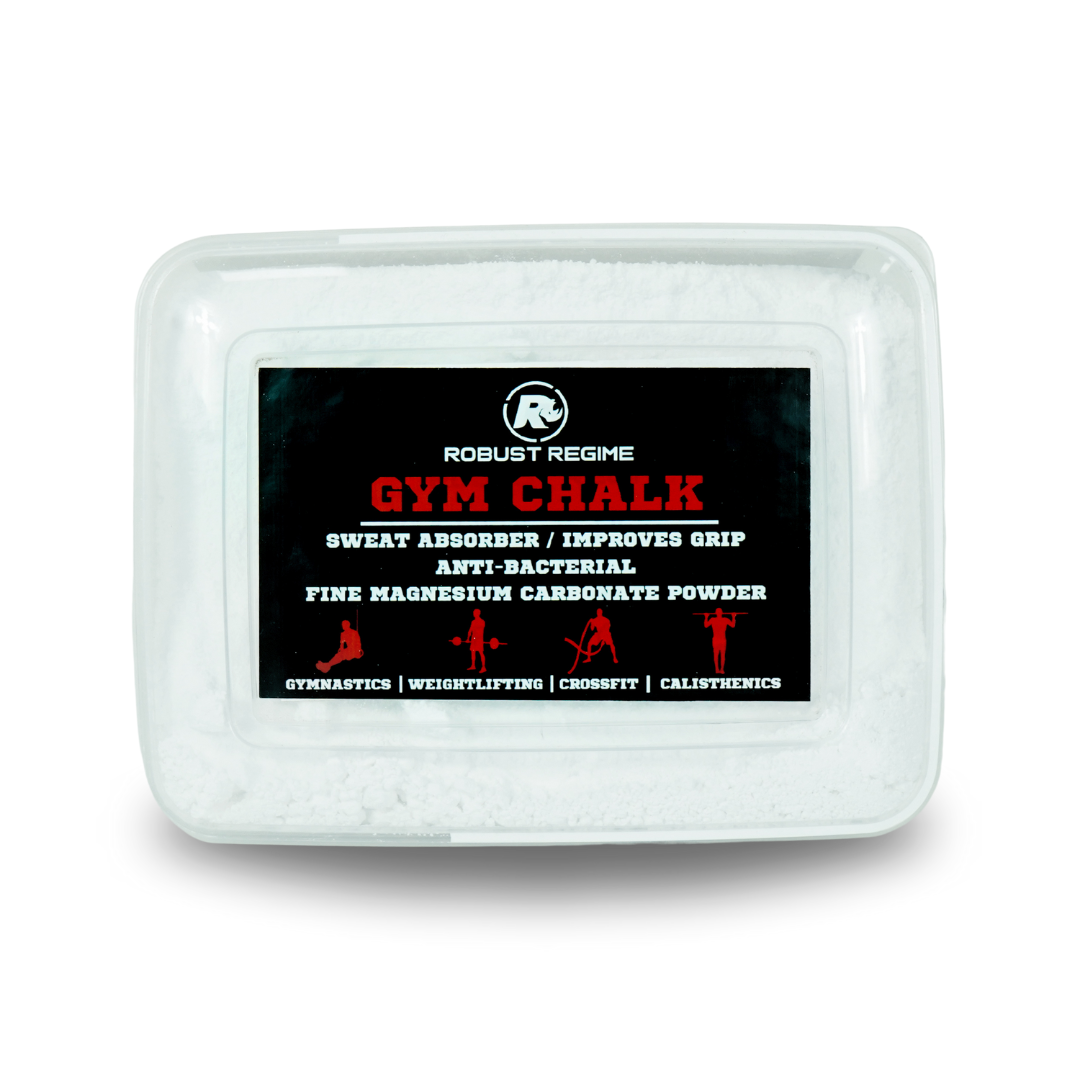 R
ROBUST REGIME
GYM CHALK
SWEAT ABSORBER / IMPROVES GRIP
ANTI-BACTERIAL
FINE MAGNESIUM CARBONATE POWDER
GYMNASTICS | WEIGHTLIFTING | CROSSFIT | CALISTHENICS